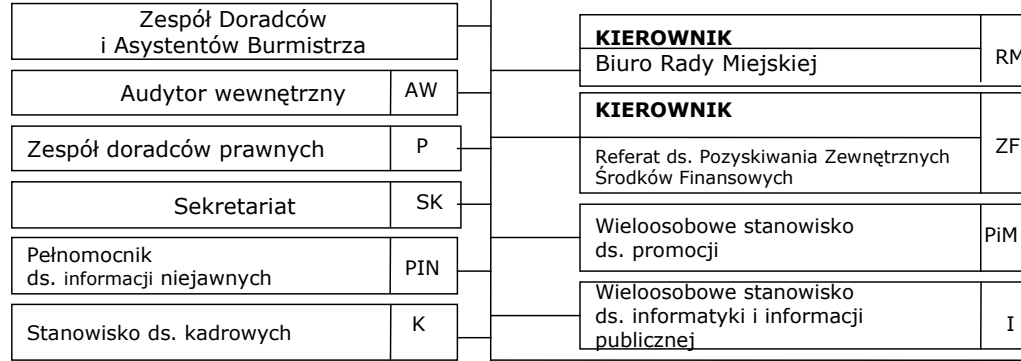 Zespół Doradców
i Asystentów Burmistrza
Audytor wewnętrzny AW
Zespół doradców prawnych P
Sekretariat SK
Pełnomocnik
ds. informacji niejawnych PIN
Stanowisko ds. kadrowych K
KIEROWNIK
Biuro Rady Miejskiej RM
KIEROWNIK
Referat ds. Pozyskiwania Zewnętrznych
Środków Finansowych ZF
Wieloosobowe stanowisko
ds. promocji PiM
Wieloosobowe stanowisko
ds. informatyki i informacji
publicznej I